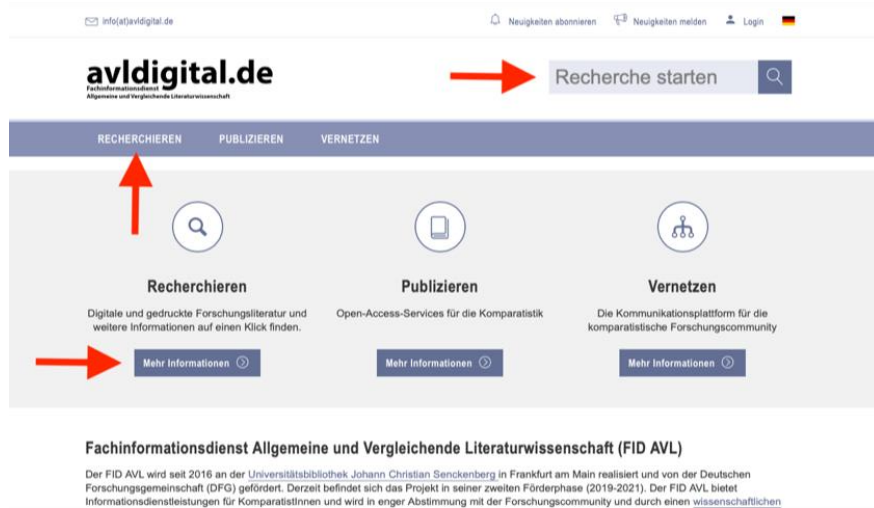 info(at)avldigital.de
Neuigkeiten abonnieren
Neuigkeiten melden
Login
avldigital.de
Fachinformationsdienst
Allgemeine und Vergleichende Literaturwissenschaft
Recherche starten
RECHERCHIEREN PUBLIZIEREN VERNETZEN
Recherchieren
Digitale und gedruckte Forschungsliteratur und
weitere Informationen auf einen Klick finden.
Mehr Informationen
Publizieren
Open-Access-Services für die Komparatistik
Mehr Informationen
Vernetzen
Die Kommunikationsplattform für die
komparatistische Forschungscommunity
Mehr Informationen
Fachinformationsdienst Allgemeine und Vergleichende Literaturwissenschaft (FID AVL)
Der FID AVL wird seit 2016 an der Universitätsbibliothek Johann Christian Senckenberg in Frankfurt am Main realisiert und von der Deutschen
Forschungsgemeinschaft (DFG) gefördert. Derzeit befindet sich das Projekt in seiner zweiten Förderphase (2019-2021). Der FID AVL bietet
Informationsdienstleistungen für KomparatistInnen und wird in enger Abstimmung mit der Forschungscommunity und durch einen wissenschaftlichen